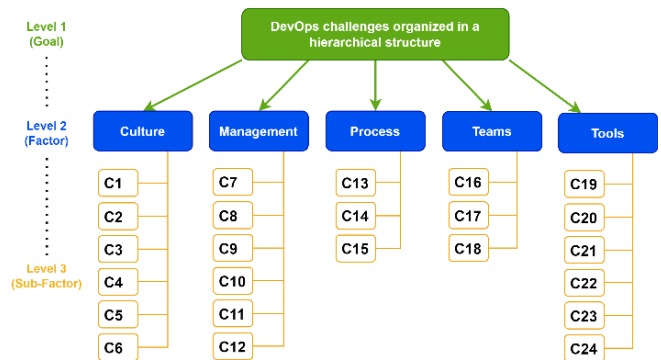 Level 1
(Goal)
DevOps challenges organized in a
hierarchical structure
Level 2
(Factor)
Culture
Management
Process
Teams
Tools
Level 3
(Sub-Factor)
C1
C2
C3
C4
C5
C6
C7
C8
C9
C10
C11
C12
C13
C14
C15
C16
C17
C18
C19
C20
C21
C22
C23
C24